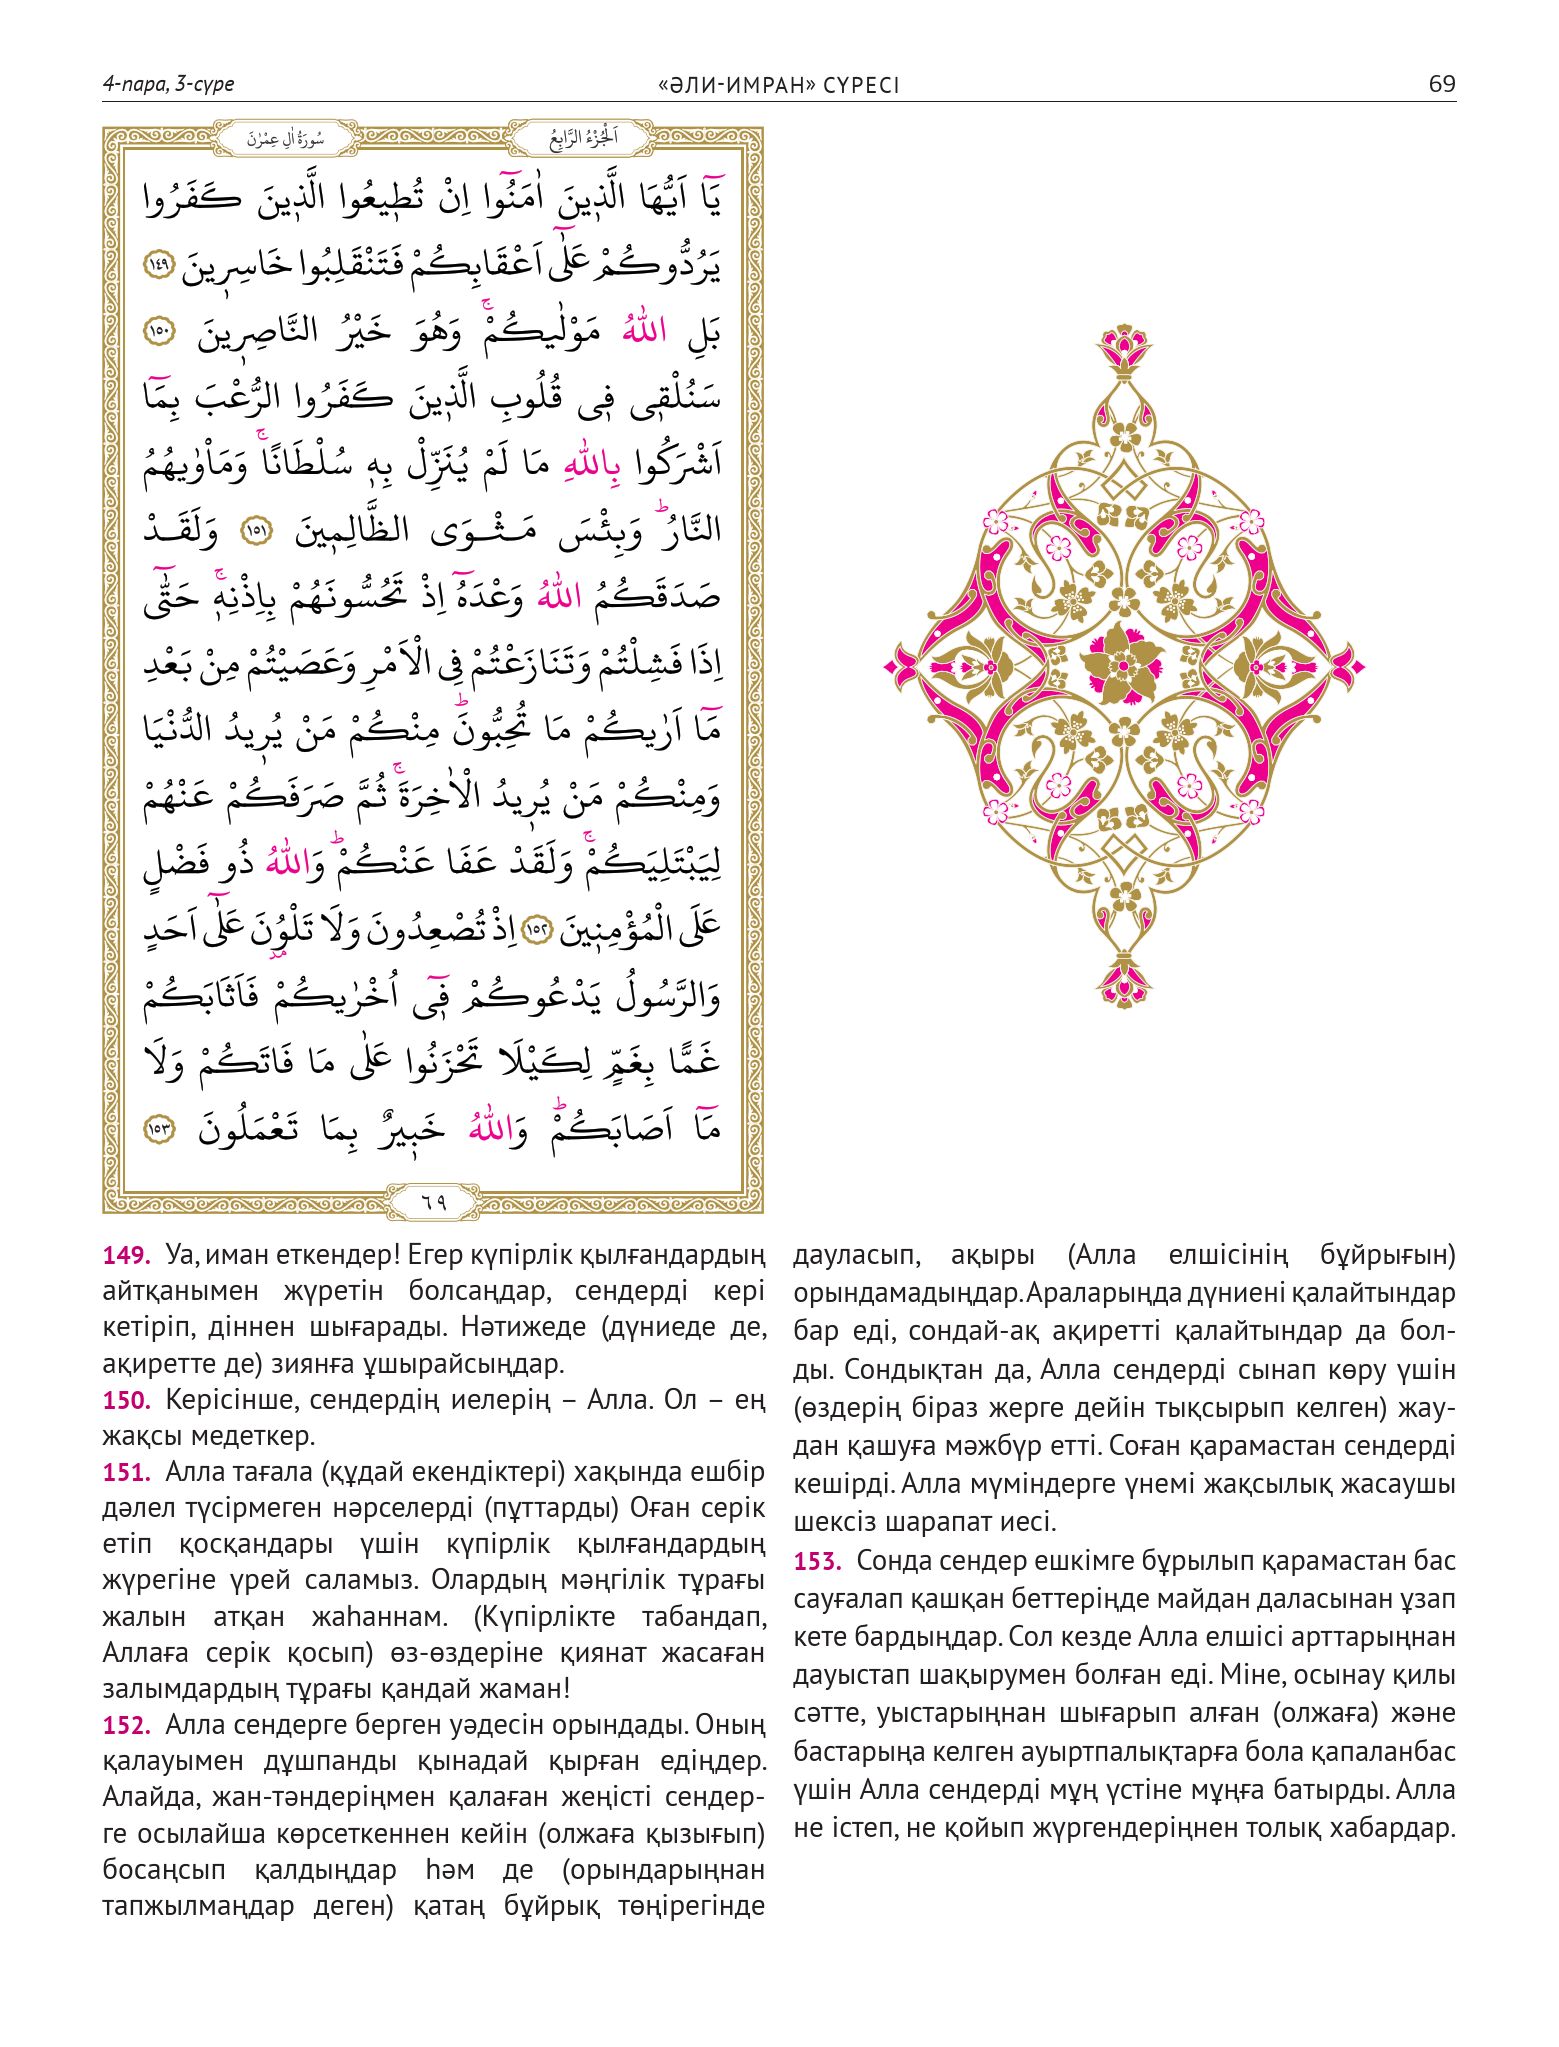 4-пара, 3-сүре
«ӘЛИ-ИМРАН» СҮРЕСІ
69
سُورَةُ اٰلِ عِمْرٰنَ
اَلْجُزْءُ الرَّابِعُ
يَٓا اَيُّهَا الَّذ۪ينَ اٰمَنُٓوا اِنْ تُط۪يعُوا الَّذ۪ينَ كَفَرُوا
يَرُدُّوكُمْ عَلٰٓى اَعْقَابِكُمْ فَتَنْقَلِبُوا خَاسِر۪ينَ ﴿١٤٩﴾
بَلِ اللّٰهُ مَوْلٰيكُمْۚ وَهُوَ خَيْرُ النَّاصِر۪ينَ ﴿١٥٠﴾
سَنُلْق۪ي ف۪ي قُلُوبِ الَّذ۪ينَ كَفَرُوا الرُّعْبَ بِمَٓا
اَشْرَكُوا بِاللّٰهِ مَا لَمْ يُنَزِّلْ بِه۪ سُلْطَانًاۚ وَمَاْوٰيهُمُ
النَّارُۜ وَبِئْسَ مَثْوَى الظَّالِم۪ينَ ﴿١٥١﴾ وَلَقَدْ
صَدَقَكُمُ اللّٰهُ وَعْدَهُٓ اِذْ تَحُسُّونَهُمْ بِاِذْنِه۪ۚ حَتّٰٓى
اِذَا فَشِلْتُمْ وَتَنَازَعْتُمْ فِي الْاَمْرِ وَعَصَيْتُمْ مِنْ بَعْدِ
مَٓا اَرٰيكُمْ مَا تُحِبُّونَۜ مِنْكُمْ مَنْ يُر۪يدُ الدُّنْيَا
وَمِنْكُمْ مَنْ يُر۪يدُ الْاٰخِرَةَۚ ثُمَّ صَرَفَكُمْ عَنْهُمْ
لِيَبْتَلِيَكُمْۚ وَلَقَدْ عَفَا عَنْكُمْۜ وَاللّٰهُ ذُو فَضْلٍ
عَلَى الْمُؤْمِن۪ينَ ﴿١٥٢﴾ اِذْ تُصْعِدُونَ وَلَا تَلْوُ۫نَ عَلٰٓى اَحَدٍ
وَالرَّسُولُ يَدْعُوكُمْ ف۪ٓي اُخْرٰيكُمْ فَاَثَابَكُمْ
غَمًّا بِغَمٍّ لِكَيْلَا تَحْزَنُوا عَلٰى مَا فَاتَكُمْ وَلَا
مَٓا اَصَابَكُمْۜ وَاللّٰهُ خَب۪يرٌ بِمَا تَعْمَلُونَ ﴿١٥٣﴾
٦٩
149. Уа, иман еткендер! Егер күпірлік қылғандардың
айтқанымен жүретін болсаңдар, сендерді кері
кетіріп, діннен шығарады. Нәтижеде (дүниеде де,
ақиретте де) зиянға ұшырайсыңдар.
150. Керісінше, сендердің иелерің – Алла. Ол – ең
жақсы медеткер.
151. Алла тағала (құдай екендіктері) хақында ешбір
дәлел түсірмеген нәрселерді (пұттарды) Оған серік
етіп қосқандары үшін күпірлік қылғандардың
жүрегіне үрей саламыз. Олардың мәңгілік тұрағы
жалын атқан жаһаннам. (Күпірлікте табандап,
Аллаға серік қосып) өз-өздеріне қиянат жасаған
залымдардың тұрағы қандай жаман!
152. Алла сендерге берген уәдесін орындады. Оның
қалауымен дұшпанды қынадай қырған едіңдер.
Алайда, жан-тәндеріңмен қалаған жеңісті сендер-
ге осылайша көрсеткеннен кейін (олжаға қызығып)
босаңсып қалдыңдар һәм де (орындарыңнан
тапжылмаңдар деген) қатаң бұйрық төңірегінде
дауласып, ақыры (Алла елшісінің бұйрығын)
орындамадыңдар. Араларыңда дүниені қалайтындар
бар еді, сондай-ақ ақиретті қалайтындар да бол-
ды. Сондықтан да, Алла сендерді сынап көру үшін
(өздерің біраз жерге дейін тықсырып келген) жау-
дан қашуға мәжбүр етті. Соған қарамастан сендерді
кешірді. Алла мүміндерге үнемі жақсылық жасаушы
шексіз шарапат иесі.
153. Сонда сендер ешкімге бұрылып қарамастан бас
сауғалап қашқан беттеріңде майдан даласынан ұзап
кете бардыңдар. Сол кезде Алла елшісі арттарыңнан
дауыстап шақырумен болған еді. Міне, осынау қилы
сәтте, уыстарыңнан шығарып алған (олжаға) және
бастарыңа келген ауыртпалықтарға бола қапаланбас
үшін Алла сендерді мұң үстіне мұңға батырды. Алла
не істеп, не қойып жүргендеріңнен толық хабардар.